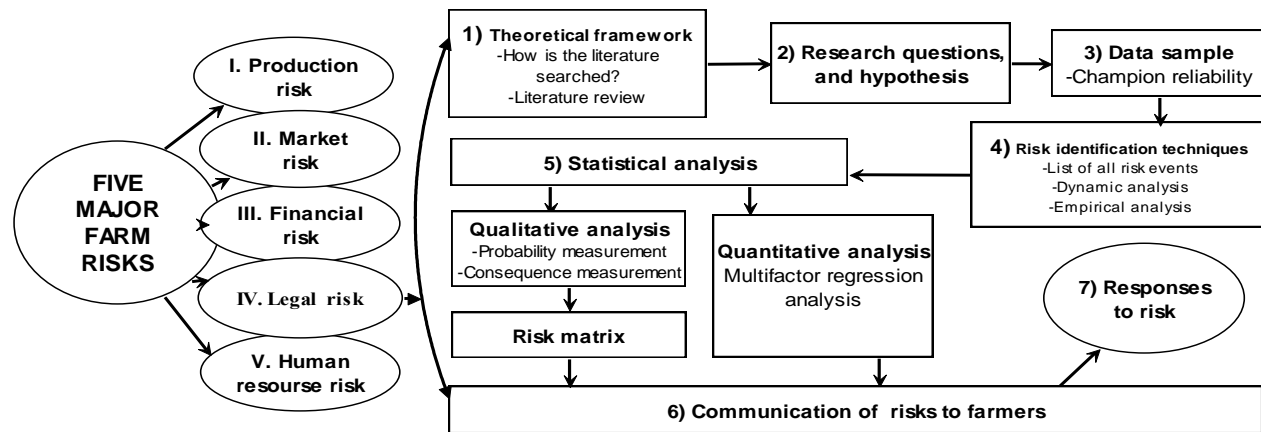 FIVE
MAJOR
FARM
RISKS
I. Production
risk
II. Market
risk
III. Financial
risk
IV. Legal risk
V. Human
resourse risk
1) Theoretical framework
-How is the literature
searched?
-Literature review
2) Research questions,
and hypothesis
3) Data sample
-Champion reliability
4) Risk identification techniques
-List of all risk events
-Dynamic analysis
-Empirical analysis
5) Statistical analysis
Qualitative analysis
-Probability measurement
-Consequence measurement
Risk matrix
Quantitative analysis
Multifactor regression
analysis
6) Communication of risks to farmers
7) Responses
to risk